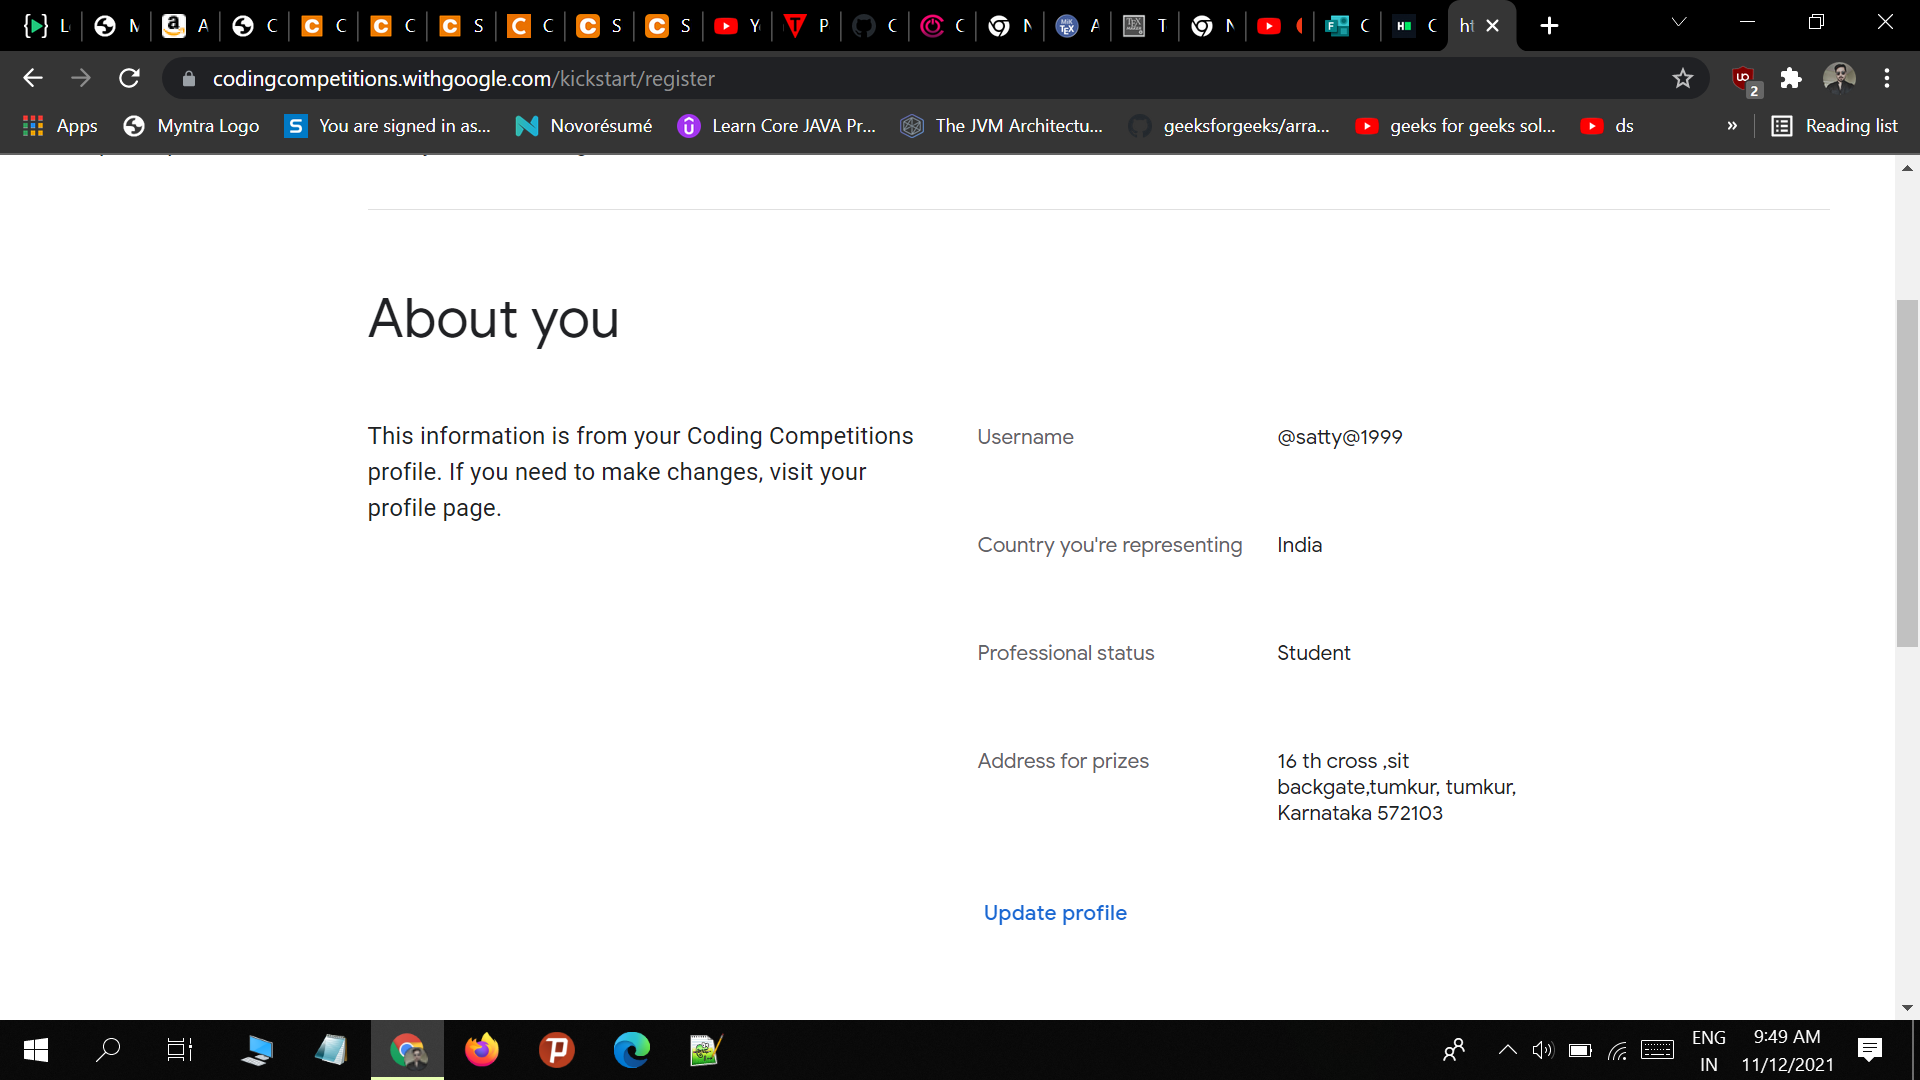 L
M
A
C
C
C
S
C
S
S
Y
P
C
C
N
A
T
N
C
C
ht
codingcompetitions.withgoogle.com/kickstart/register
2
Apps
Myntra Logo
You are signed in as...
Novorésumé
Learn Core JAVA Pr...
The JVM Architectu...
geeksforgeeks/arra...
geeks for geeks sol...
ds
»
Reading list
About you
This information is from your Coding Competitions
profile. If you need to make changes, visit your
profile page.
Username
@satty@1999
Country you're representing
India
Professional status
Student
Address for prizes
16 th cross ,sit
backgate,tumkur, tumkur,
Karnataka 572103
Update profile
ENG
IN
9:49 AM
11/12/2021